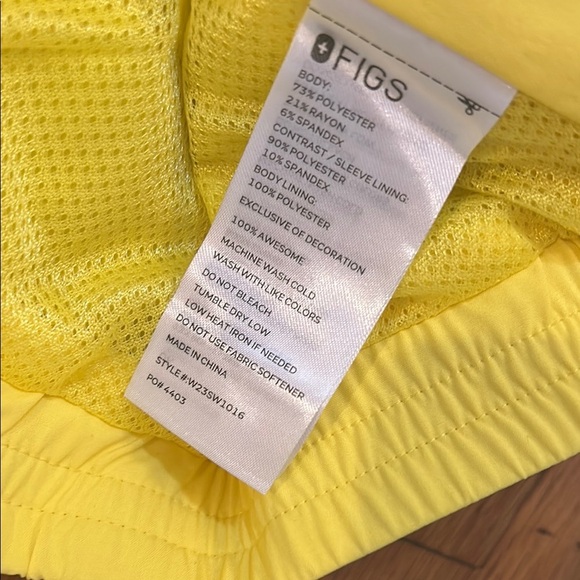 FIGS
BODY:
73% POLYESTER
21% RAYON
6% SPANDEX
CONTRAST / SLEEVE LINING:
90% POLYESTER
10% SPANDEX
BODY LINING:
100% POLYESTER
EXCLUSIVE OF DECORATION
100% AWESOME
MACHINE WASH COLD
WASH WITH LIKE COLORS
DO NOT BLEACH
TUMBLE DRY LOW
LOW HEAT IRON IF NEEDED
DO NOT USE FABRIC SOFTENER
MADE IN CHINA
STYLE# W23SW1016
PO# 4403